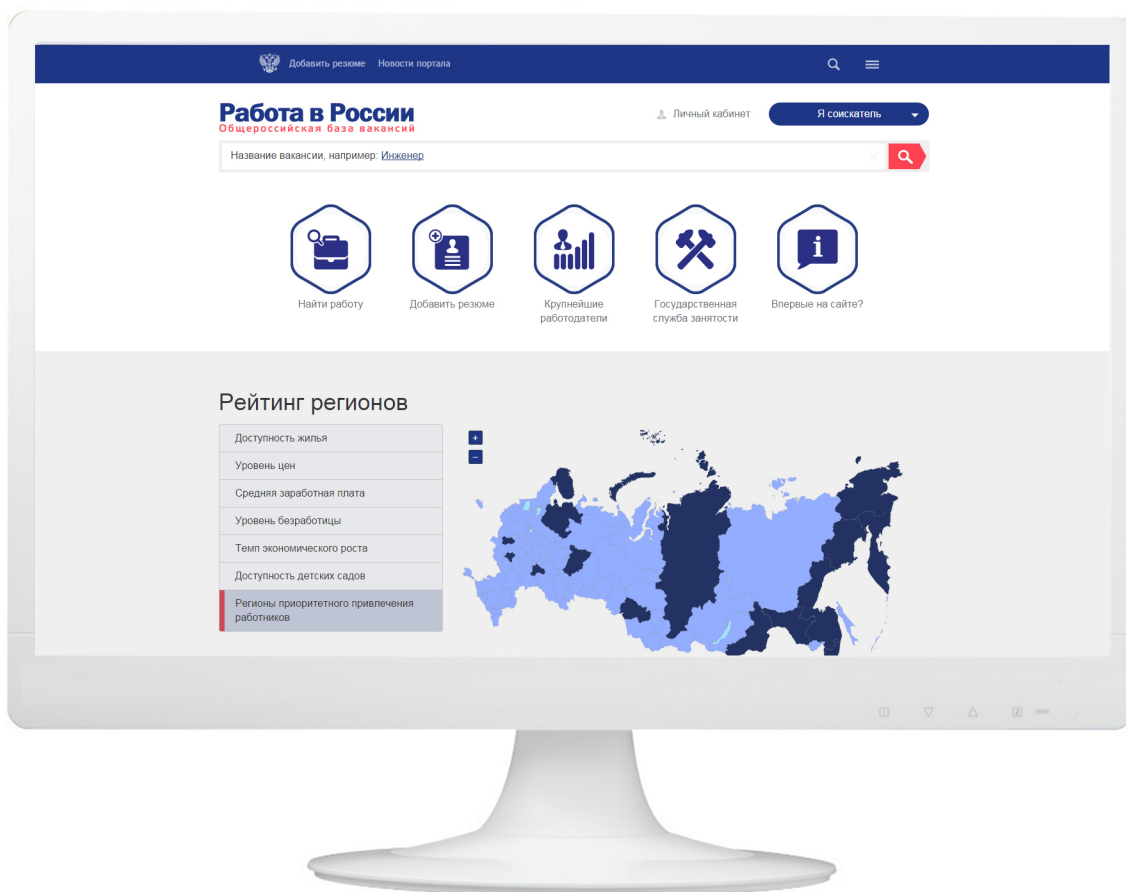 Добавить резюме Новости портала
Работа в России
Общероссийская база вакансий
Личный кабинет
Я соискатель
Название вакансии, например: Инженер
Найти работу
Добавить резюме
Крупнейшие
работодатели
Государственная
служба занятости
Впервые на сайте?
i
Рейтинг регионов
Доступность жилья
Уровень цен
Средняя заработная плата
Уровень безработицы
Темп экономического роста
Доступность детских садов
Регионы приоритетного привлечения
работников
+
–